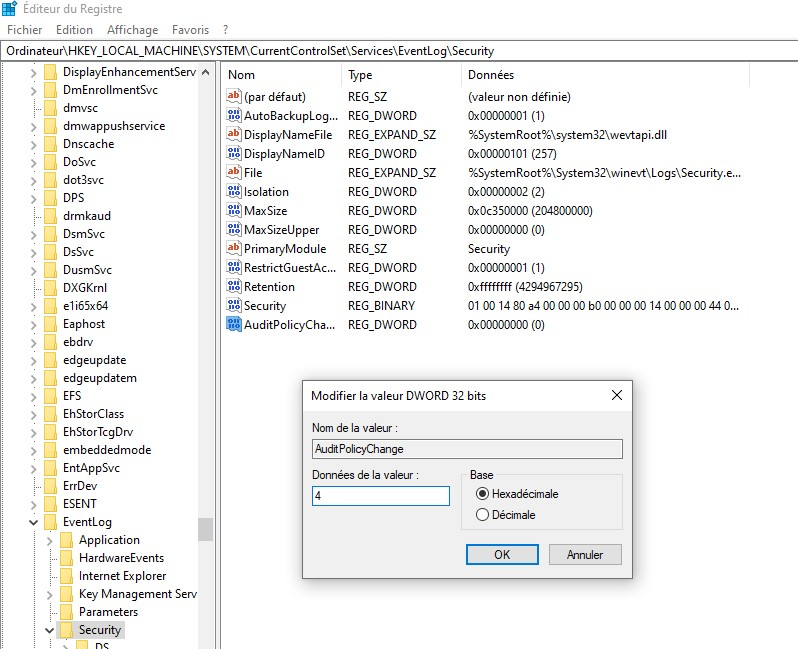 Éditeur du Registre
Fichier Edition Affichage Favoris ?
Ordinateur\HKEY_LOCAL_MACHINE\SYSTEM\CurrentControlSet\Services\EventLog\Security
DisplayEnhancementServ
DmEnrollmentSvc
dmvsc
dmwappushservice
Dnscache
DoSvc
dot3svc
DPS
drmkaud
DsmSvc
DsSvc
DusmSvc
DXGKrnl
e1i65x64
Eaphost
ebdrv
edgeupdate
edgeupdatem
EFS
EhStorClass
EhStorTcgDrv
embeddedmode
EntAppSvc
ErrDev
ESENT
EventLog
Application
HardwareEvents
Internet Explorer
Key Management Serv
Parameters
Security
DS
Nom Type Données
(par défaut) REG_SZ (valeur non définie)
AutoBackupLog... REG_DWORD 0x00000001 (1)
DisplayNameFile REG_EXPAND_SZ %SystemRoot%\system32\wevtapi.dll
DisplayNameID REG_DWORD 0x00000101 (257)
File REG_EXPAND_SZ %SystemRoot%\System32\winevt\Logs\Security.e...
Isolation REG_DWORD 0x00000002 (2)
MaxSize REG_DWORD 0x0c350000 (204800000)
MaxSizeUpper REG_DWORD 0x00000000 (0)
PrimaryModule REG_SZ Security
RestrictGuestAc... REG_DWORD 0x00000001 (1)
Retention REG_DWORD 0xffffffff (4294967295)
Security REG_BINARY 01 00 14 80 a4 00 00 00 b0 00 00 00 14 00 00 00 44 0...
AuditPolicyCha... REG_DWORD 0x00000000 (0)
Modifier la valeur DWORD 32 bits
Nom de la valeur :
AuditPolicyChange
Données de la valeur :
4
Base
Hexadécimale
Décimale
OK Annuler